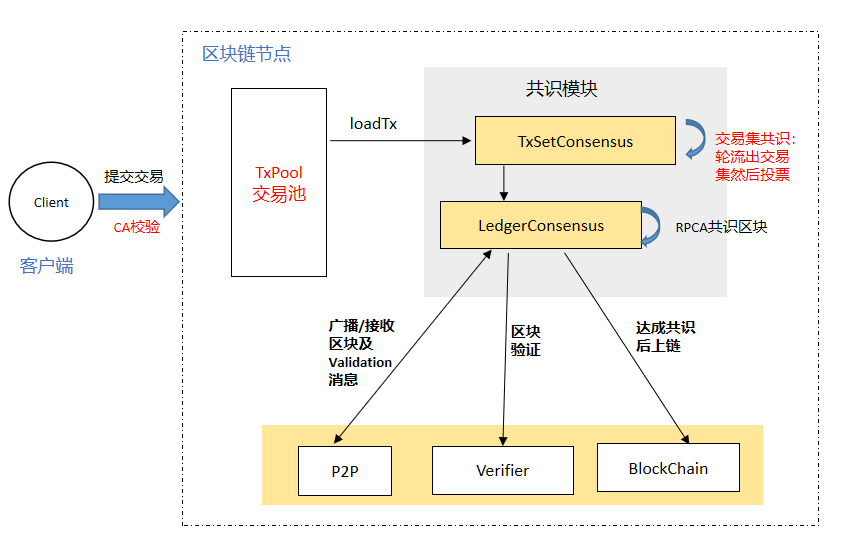 区块链节点
共识模块
loadTx
TxSetConsensus
交易集共识：
轮流出交易
集然后投票
TxPool
交易池
提交交易
Client
CA校验
客户端
LedgerConsensus
RPCA共识区块
广播/接收
区块及
Validation
消息
区块
验证
达成共识
后上链
P2P
Verifier
BlockChain